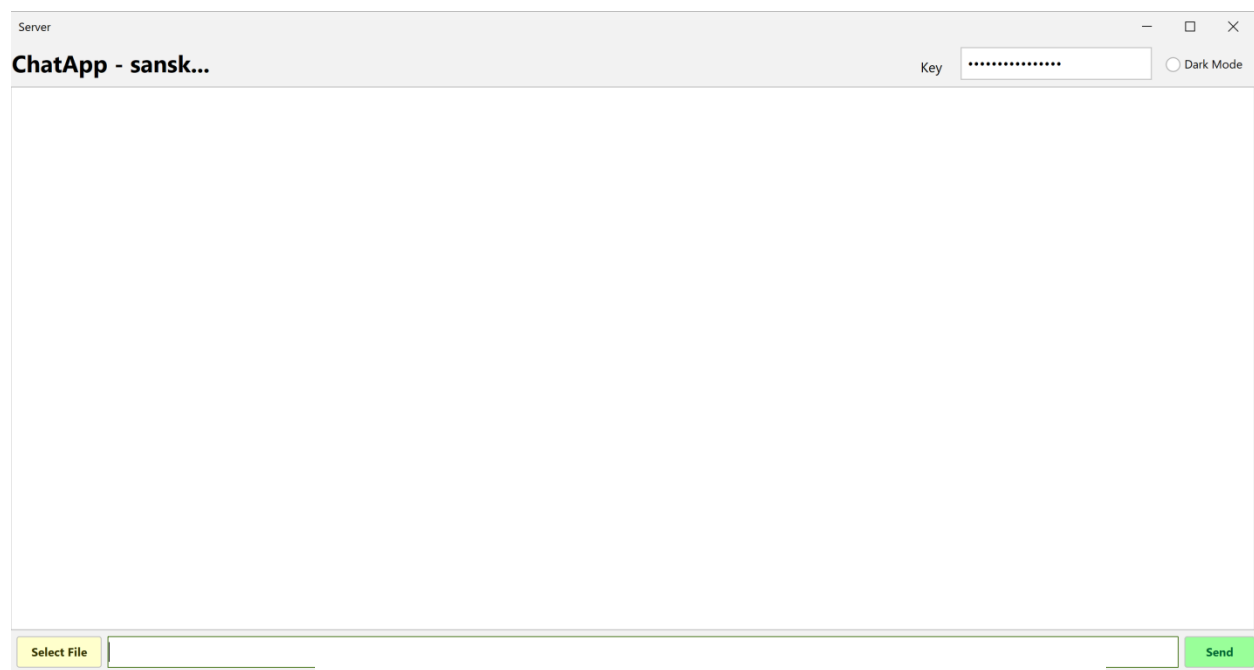 Server
ChatApp - sansk...
Key ••••••••••••••••
Dark Mode
Select File
Send